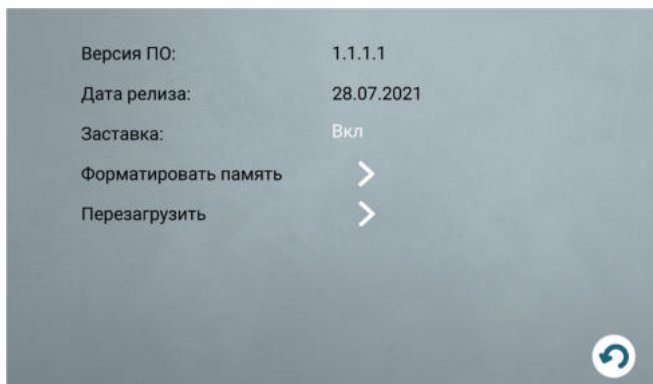 Версия ПО: 1.1.1.1
Дата релиза: 28.07.2021
Заставка: Вкл
Форматировать память
Перезагрузить